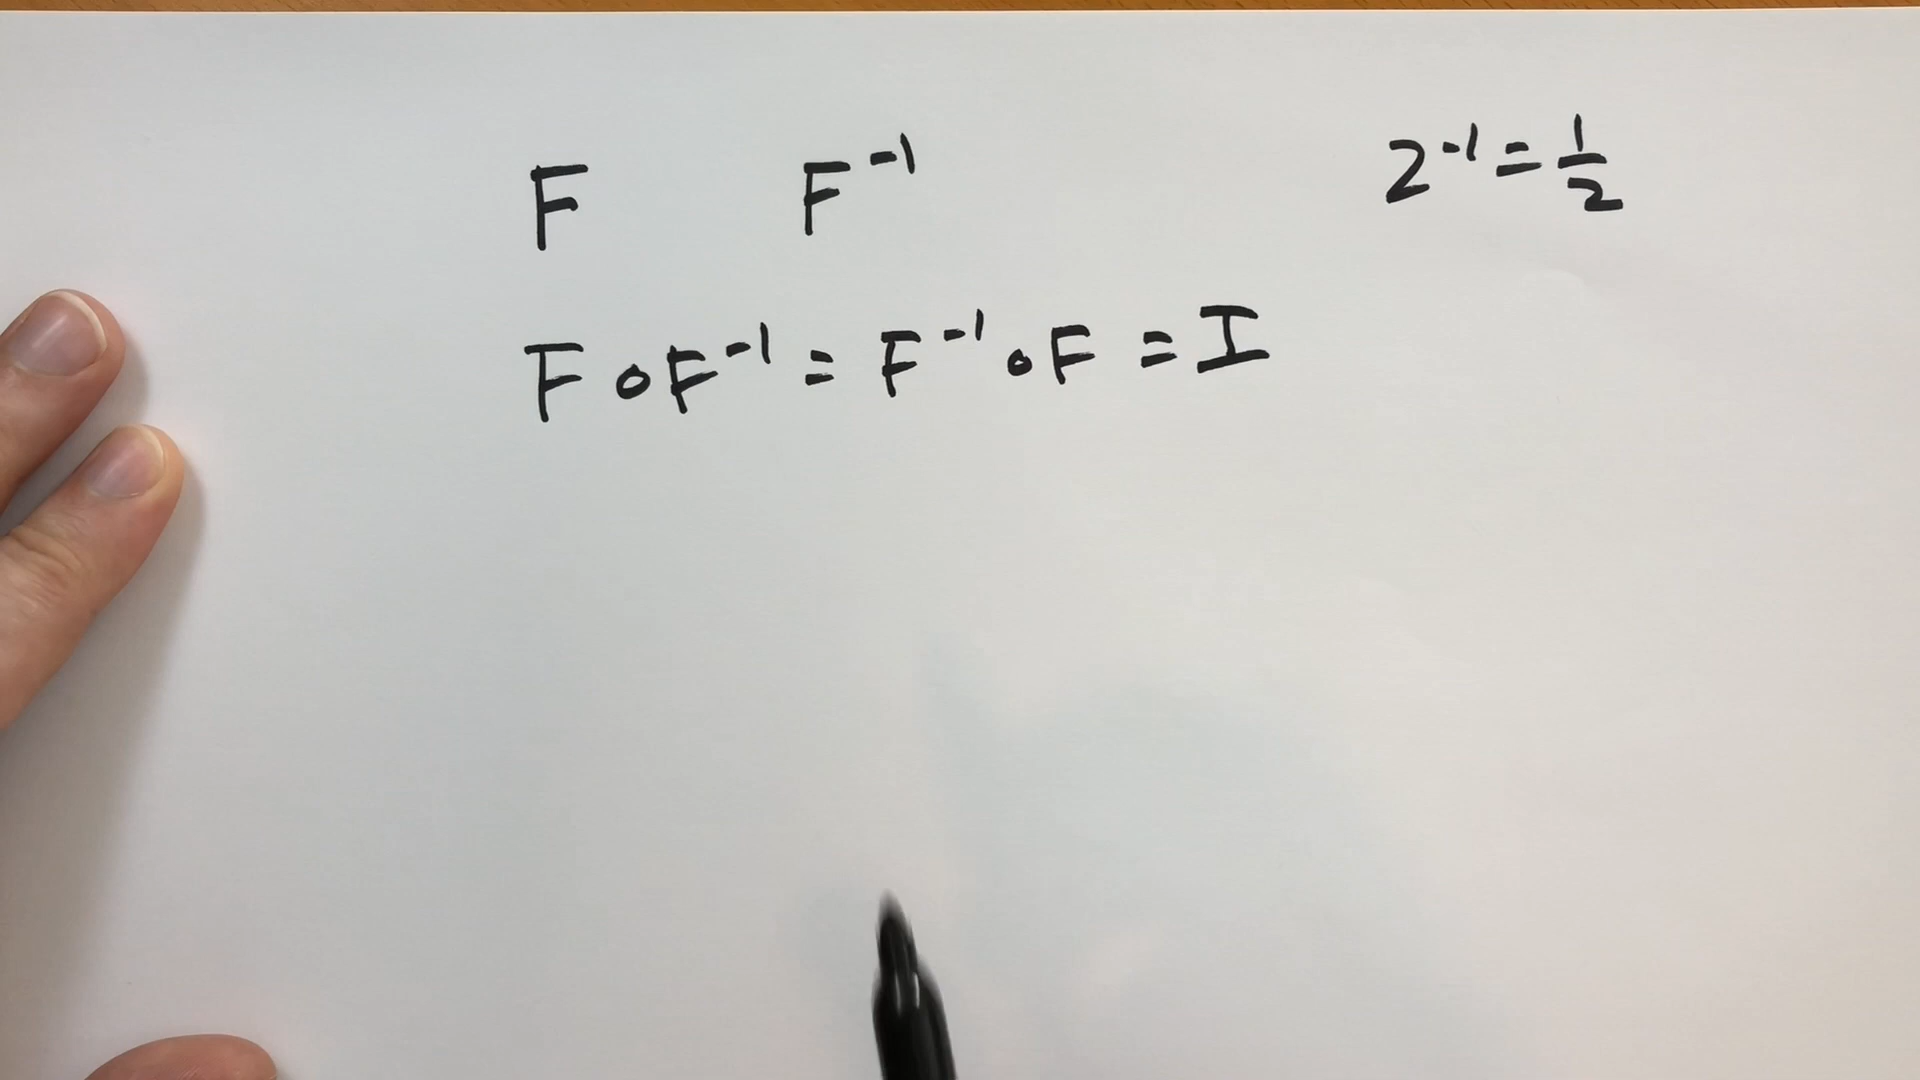 F F⁻¹ 2⁻¹ = 1/2
F ∘ F⁻¹ = F⁻¹ ∘ F = I